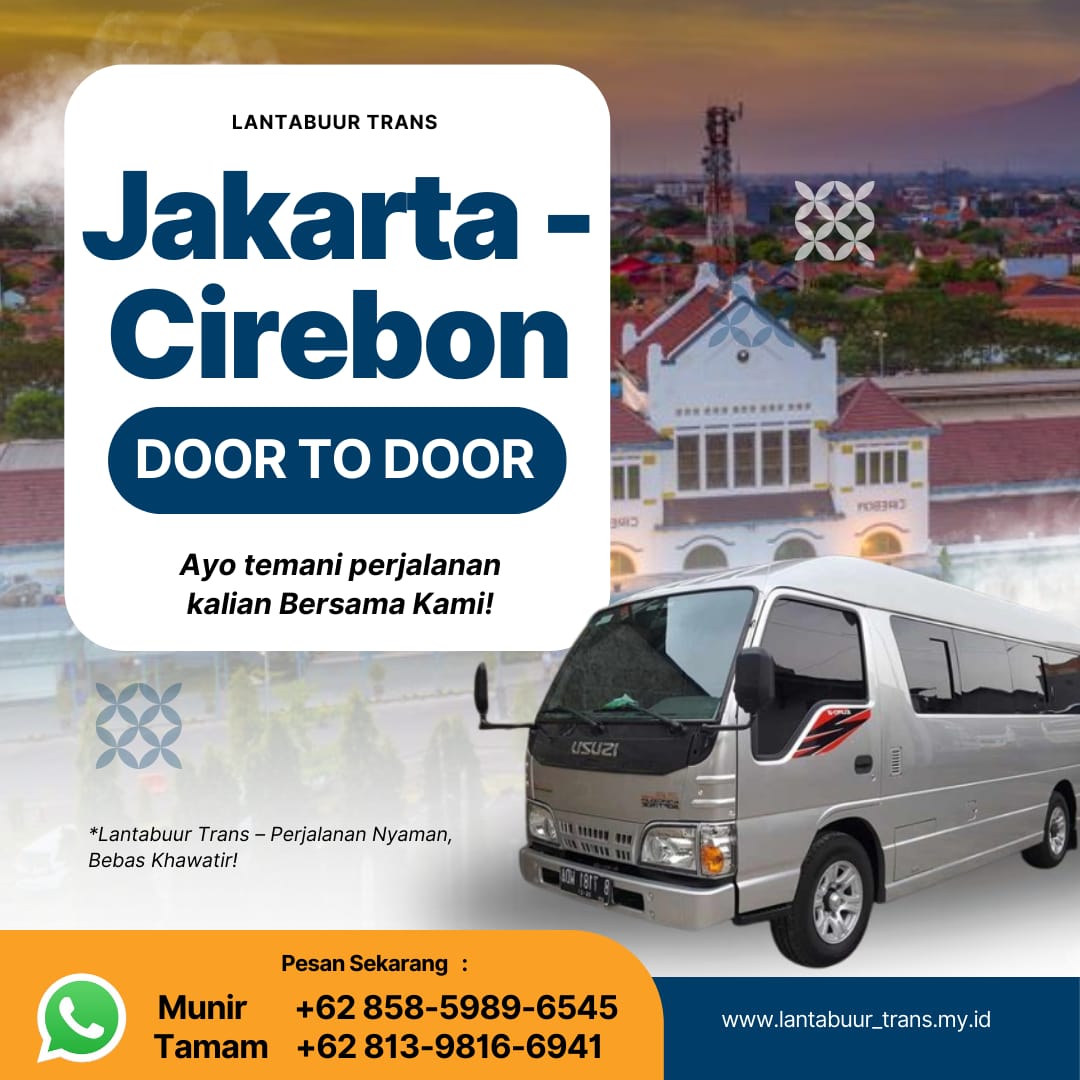 LANTABUUR TRANS
Jakarta -
Cirebon
DOOR TO DOOR
Ayo temani perjalanan
kalian Bersama Kami!
CIREBON
ISUZU
*Lantabuur Trans – Perjalanan Nyaman,
Bebas Khawatir!
Pesan Sekarang :
Munir +62 858-5989-6545
Tamam +62 813-9816-6941
www.lantabuur_trans.my.id